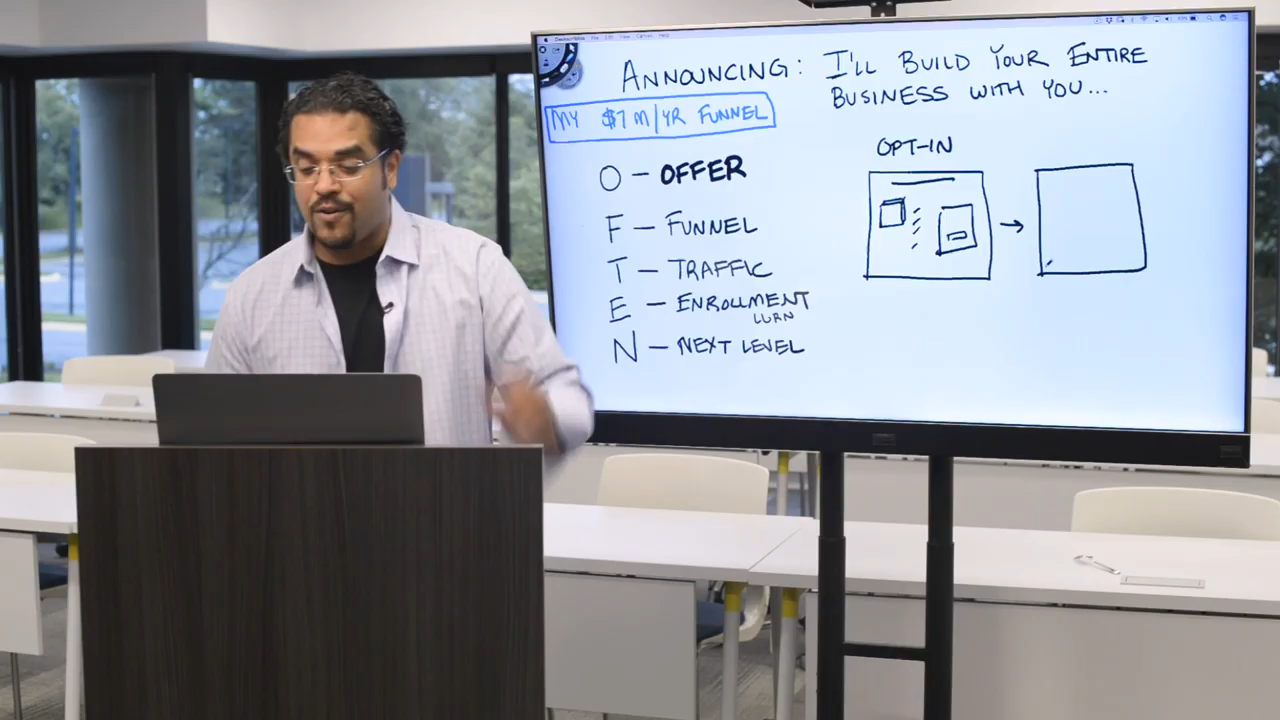 ANNOUNCING: I'LL BUILD YOUR ENTIRE
BUSINESS WITH YOU...
MY $7M/YR FUNNEL
O - OFFER
F - FUNNEL
T - TRAFFIC
E - ENROLLMENT
LURN
N - NEXT LEVEL
OPT-IN